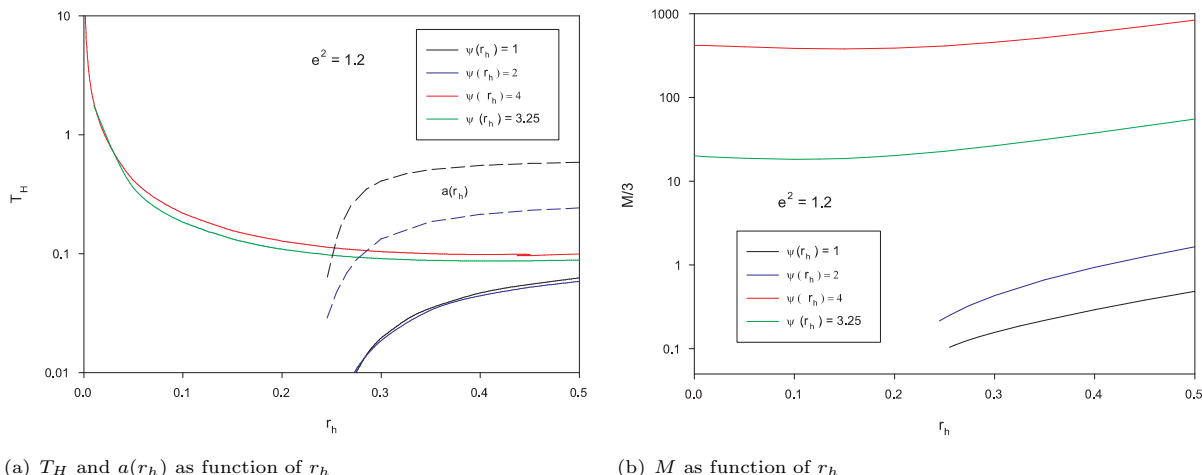 10
1
0.1
0.01
T_H
e² = 1.2
ψ(r_h) = 1
ψ( r_h) = 2
ψ( r_h) = 4
ψ (r_h) = 3.25
a(r_h)
0.0 0.1 0.2 0.3 0.4 0.5
r_h
(a) T_H and a(r_h) as function of r_h
1000
100
10
1
0.1
M/3
e² = 1.2
ψ(r_h) = 1
ψ( r_h) = 2
ψ( r_h) = 4
ψ (r_h) = 3.25
0.0 0.1 0.2 0.3 0.4 0.5
r_h
(b) M as function of r_h